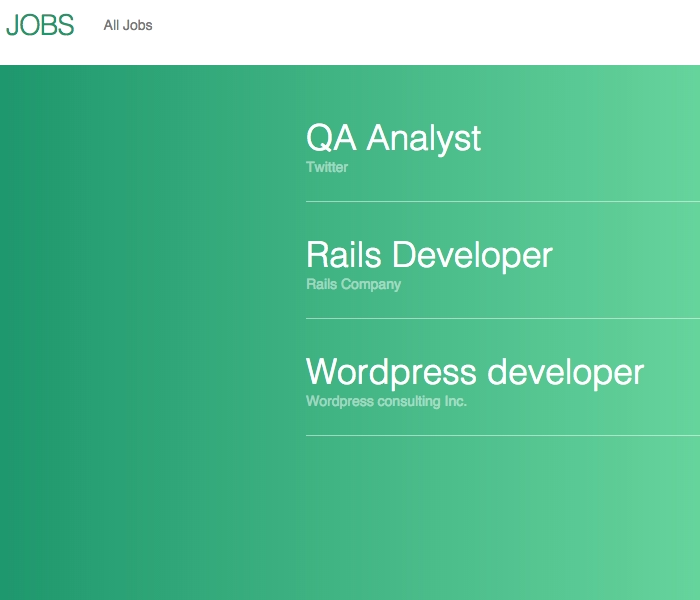 JOBS
All Jobs
QA Analyst
Twitter
Rails Developer
Rails Company
Wordpress developer
Wordpress consulting Inc.